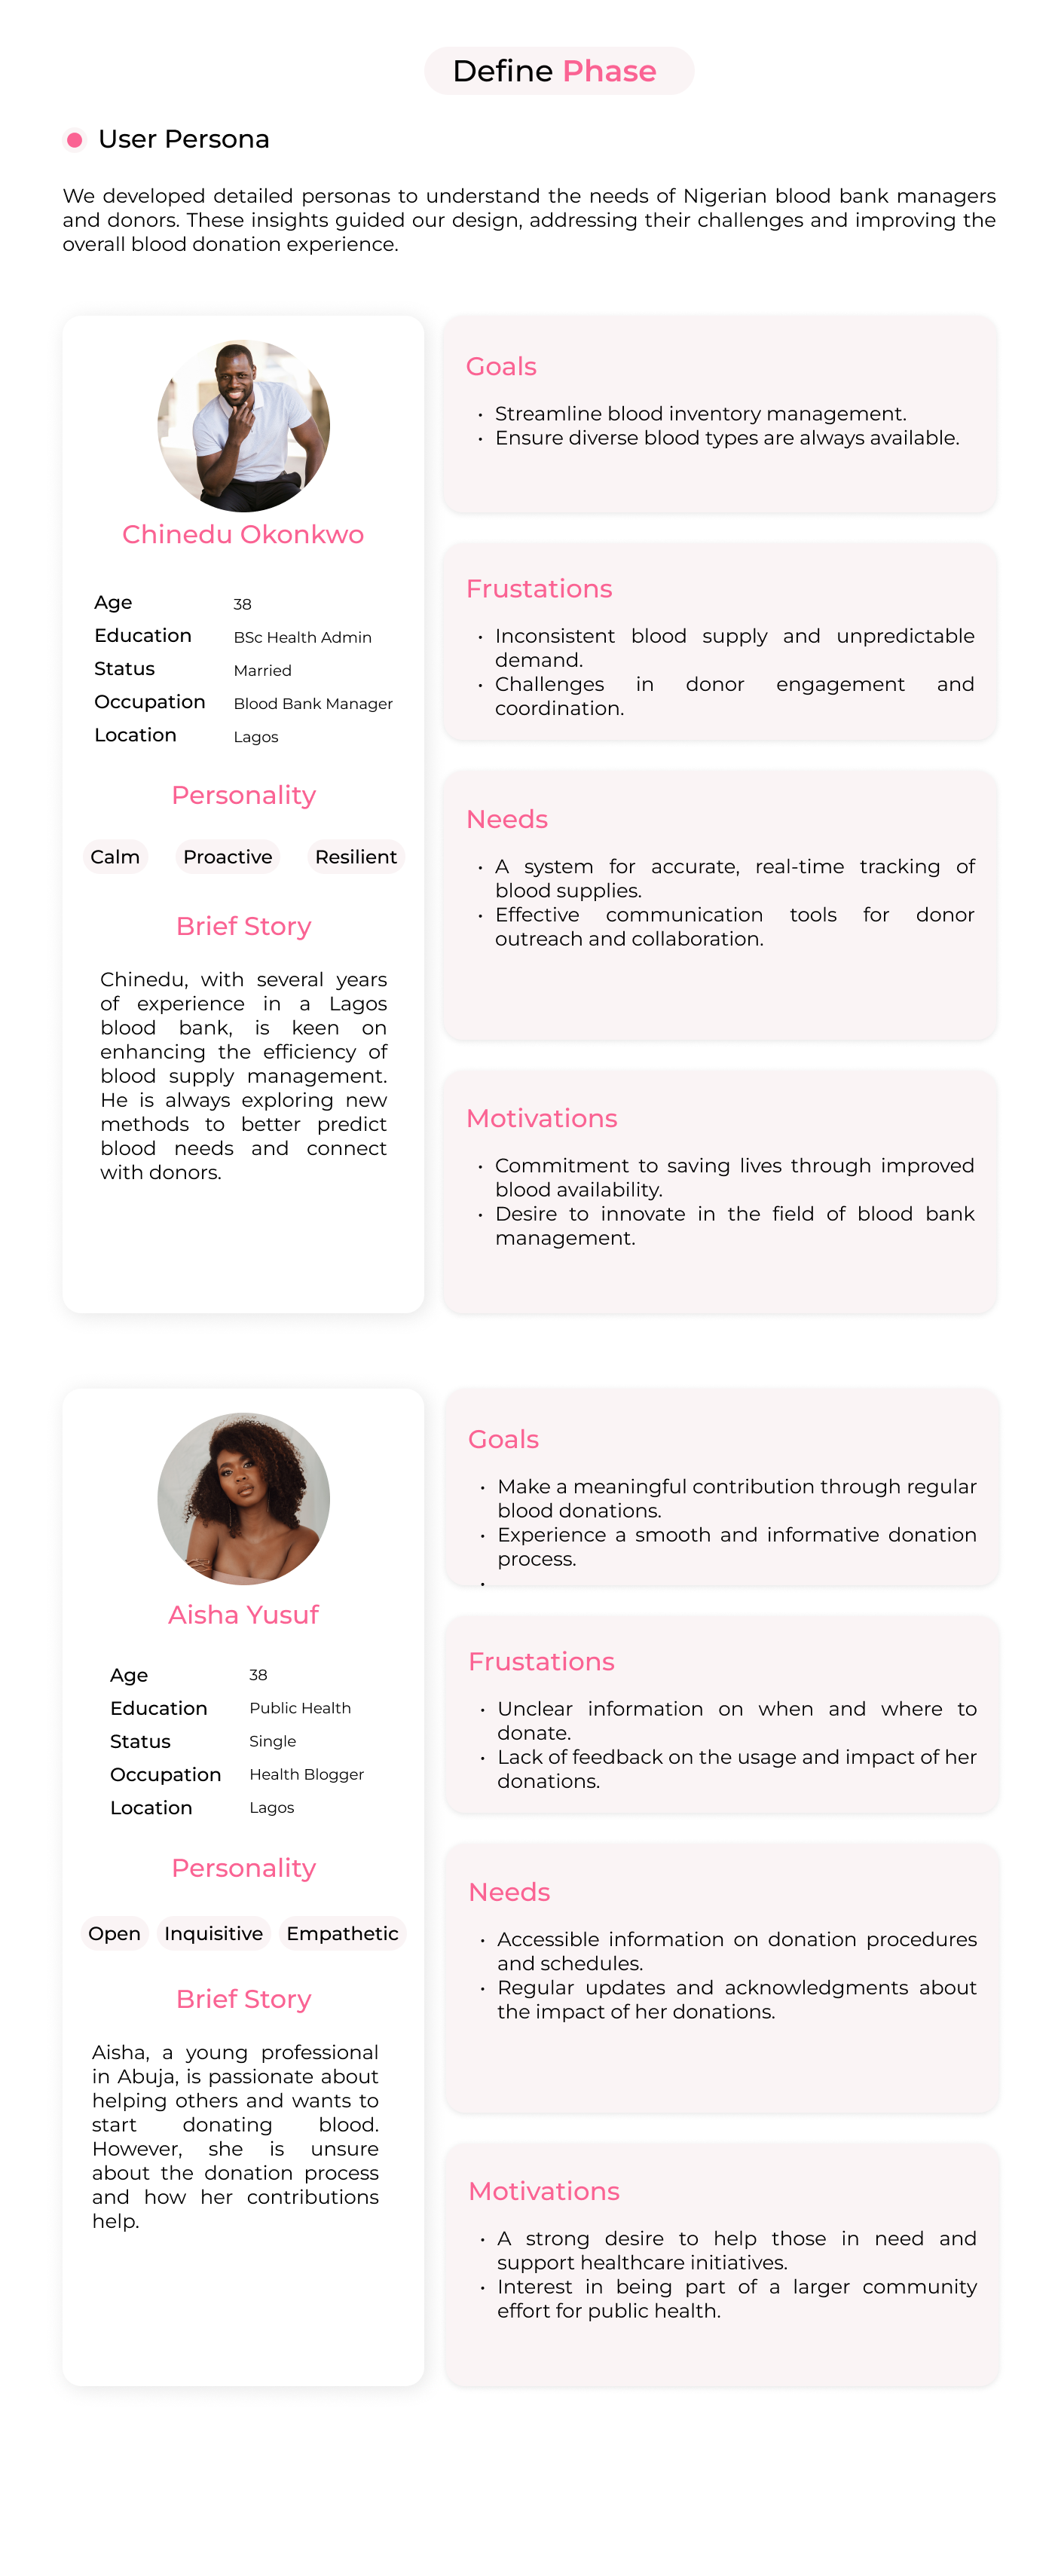 Define Phase
User Persona
We developed detailed personas to understand the needs of Nigerian blood bank managers
and donors. These insights guided our design, addressing their challenges and improving the
overall blood donation experience.
Chinedu Okonkwo
Age 38
Education BSc Health Admin
Status Married
Occupation Blood Bank Manager
Location Lagos
Personality
Calm Proactive Resilient
Brief Story
Chinedu, with several years
of experience in a Lagos
blood bank, is keen on
enhancing the efficiency of
blood supply management.
He is always exploring new
methods to better predict
blood needs and connect
with donors.
Goals
• Streamline blood inventory management.
• Ensure diverse blood types are always available.
Frustations
• Inconsistent blood supply and unpredictable
demand.
• Challenges in donor engagement and
coordination.
Needs
• A system for accurate, real-time tracking of
blood supplies.
• Effective communication tools for donor
outreach and collaboration.
Motivations
• Commitment to saving lives through improved
blood availability.
• Desire to innovate in the field of blood bank
management.
Aisha Yusuf
Age 38
Education Public Health
Status Single
Occupation Health Blogger
Location Lagos
Personality
Open Inquisitive Empathetic
Brief Story
Aisha, a young professional
in Abuja, is passionate about
helping others and wants to
start donating blood.
However, she is unsure
about the donation process
and how her contributions
help.
Goals
• Make a meaningful contribution through regular
blood donations.
• Experience a smooth and informative donation
process.
•
Frustations
• Unclear information on when and where to
donate.
• Lack of feedback on the usage and impact of her
donations.
Needs
• Accessible information on donation procedures
and schedules.
• Regular updates and acknowledgments about
the impact of her donations.
Motivations
• A strong desire to help those in need and
support healthcare initiatives.
• Interest in being part of a larger community
effort for public health.